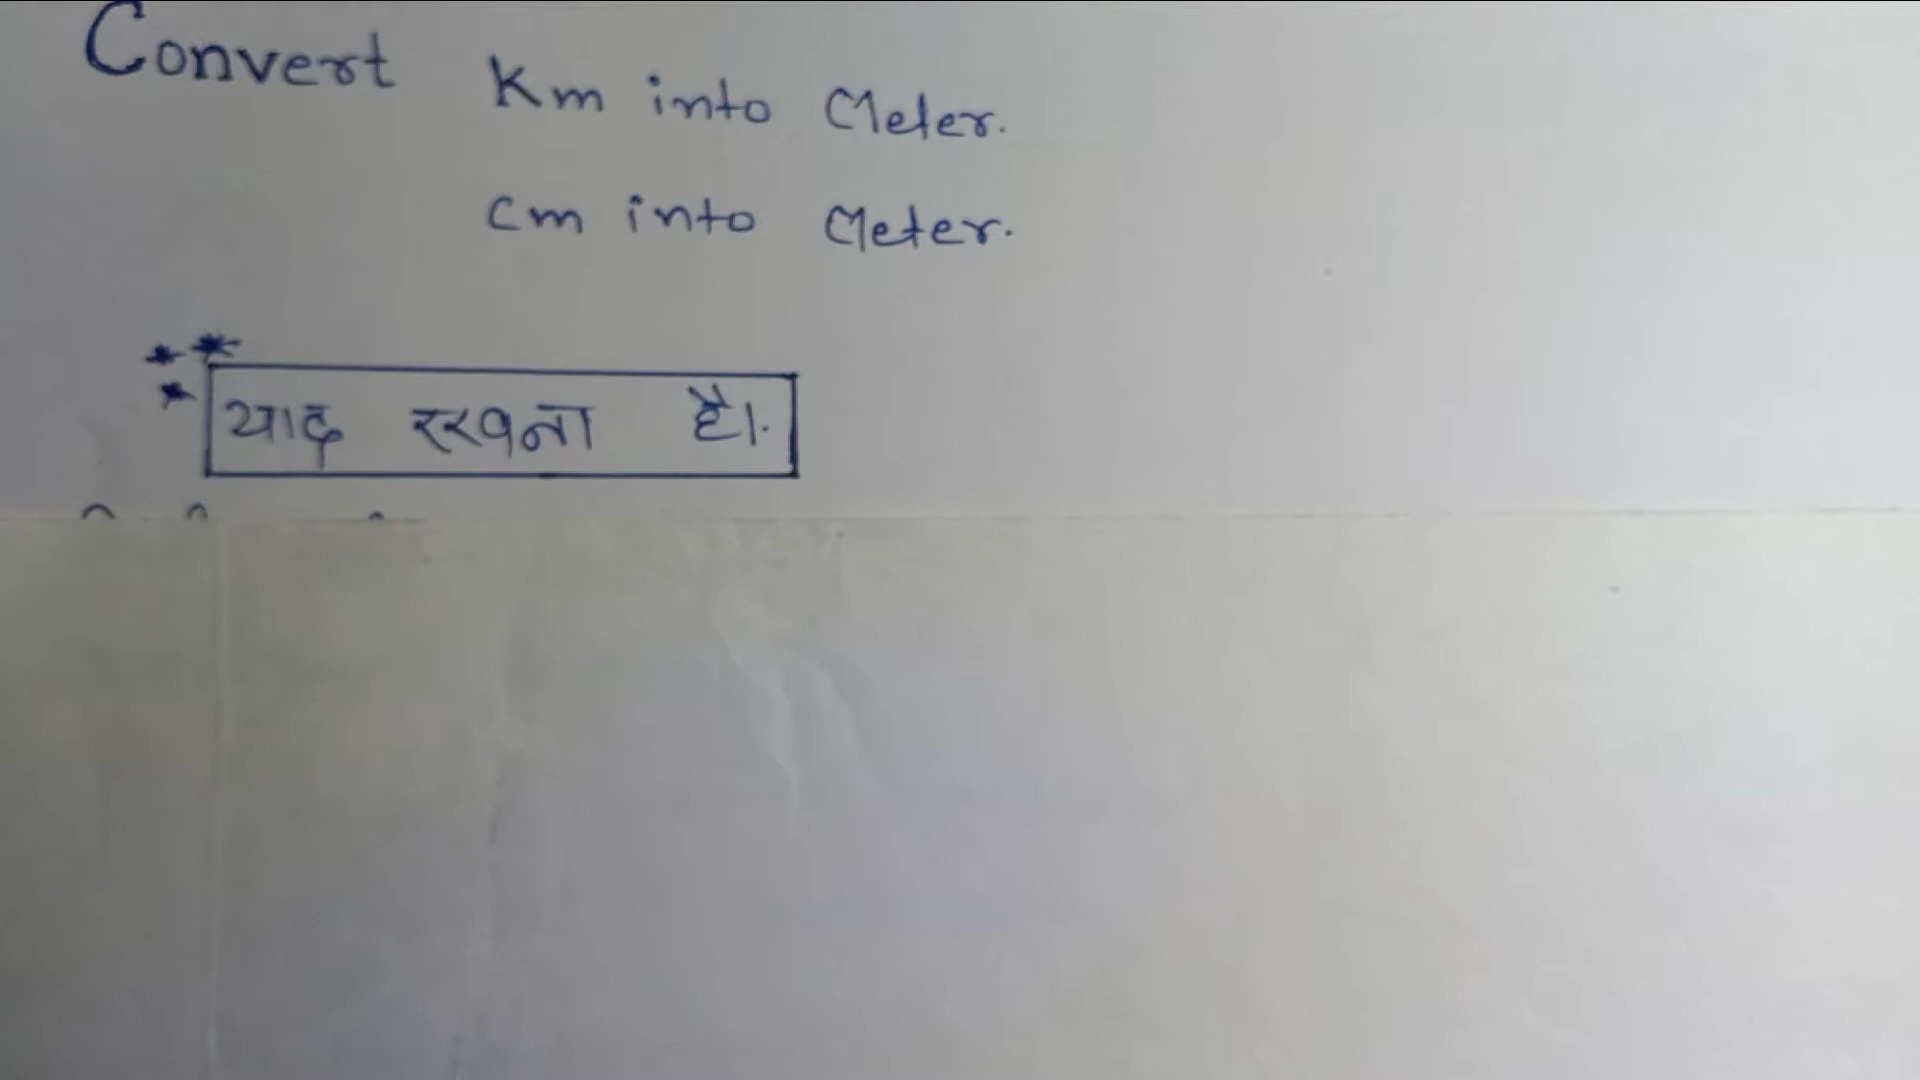 Convert Km into Meter.
cm into Meter.
याद रखना है।